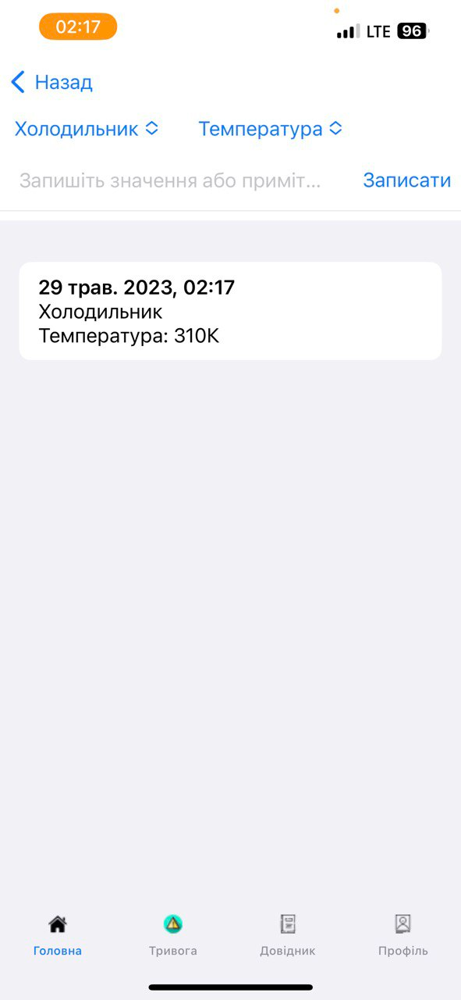 02:17
LTE 96
Назад
Холодильник Температура
Запишіть значення або приміт... Записати
29 трав. 2023, 02:17
Холодильник
Температура: 310К
Головна Тривога Довідник Профіль